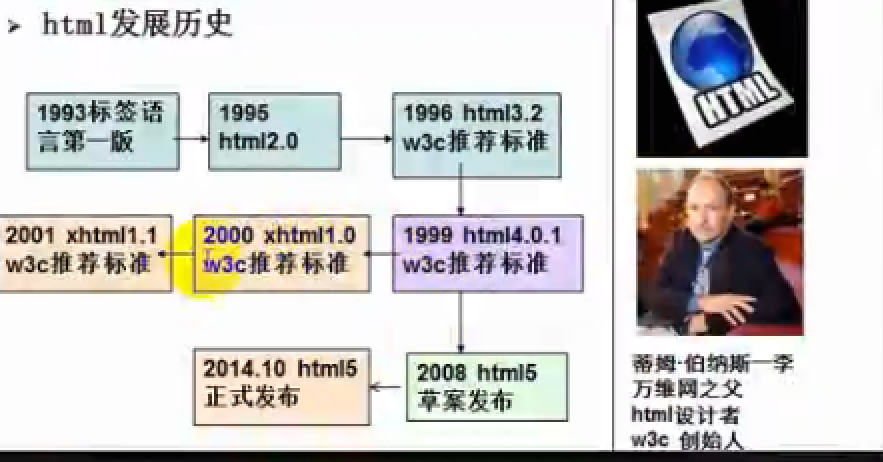 html发展历史
1993标签语
言第一版
1995
html2.0
1996 html3.2
w3c推荐标准
2001 xhtml1.1
w3c推荐标准
2000 xhtml1.0
w3c推荐标准
1999 html4.0.1
w3c推荐标准
2014.10 html5
正式发布
2008 html5
草案发布
HTML
蒂姆·伯纳斯—李
万维网之父
html设计者
w3c 创始人